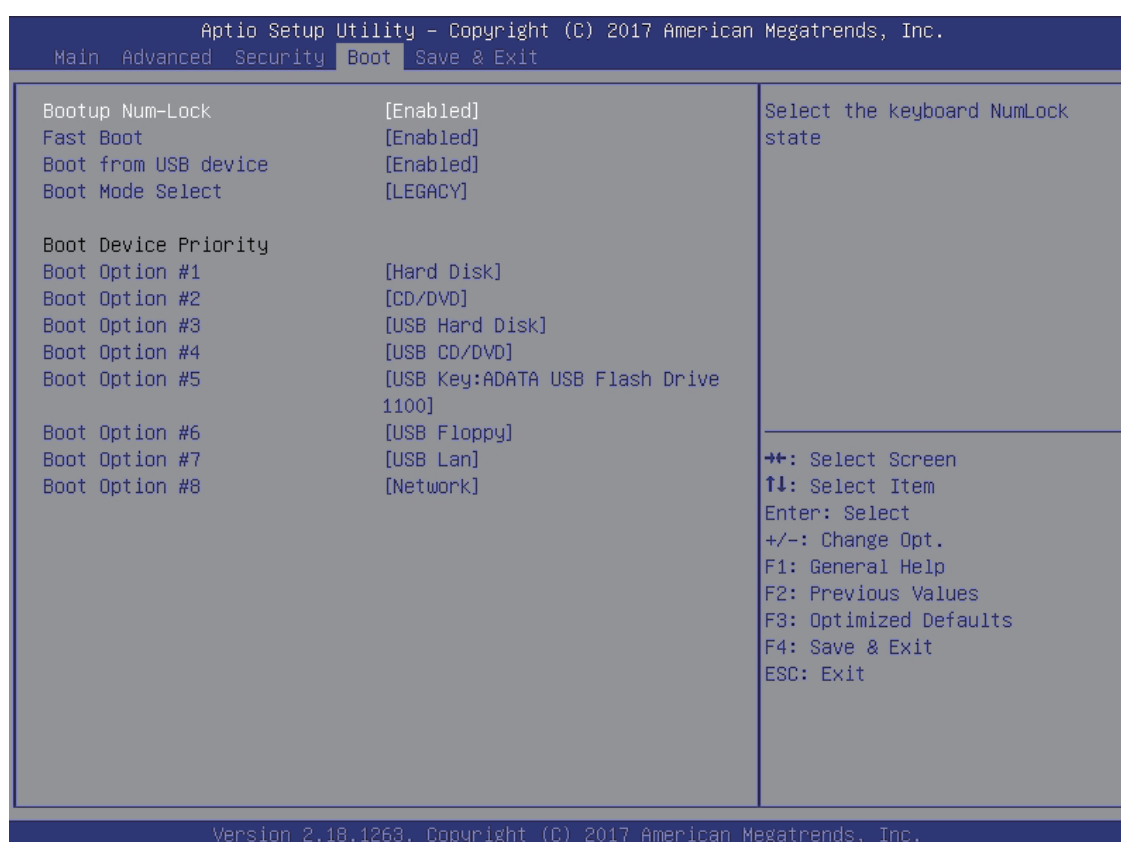 Aptio Setup Utility – Copyright (C) 2017 American Megatrends, Inc.
Main Advanced Security Boot Save & Exit
Bootup Num-Lock [Enabled]
Fast Boot [Enabled]
Boot from USB device [Enabled]
Boot Mode Select [LEGACY]
Boot Device Priority
Boot Option #1 [Hard Disk]
Boot Option #2 [CD/DVD]
Boot Option #3 [USB Hard Disk]
Boot Option #4 [USB CD/DVD]
Boot Option #5 [USB Key:ADATA USB Flash Drive
1100]
Boot Option #6 [USB Floppy]
Boot Option #7 [USB Lan]
Boot Option #8 [Network]
Select the keyboard NumLock
state
→←: Select Screen
↑↓: Select Item
Enter: Select
+/-: Change Opt.
F1: General Help
F2: Previous Values
F3: Optimized Defaults
F4: Save & Exit
ESC: Exit
Version 2.18.1263. Copyright (C) 2017 American Megatrends, Inc.